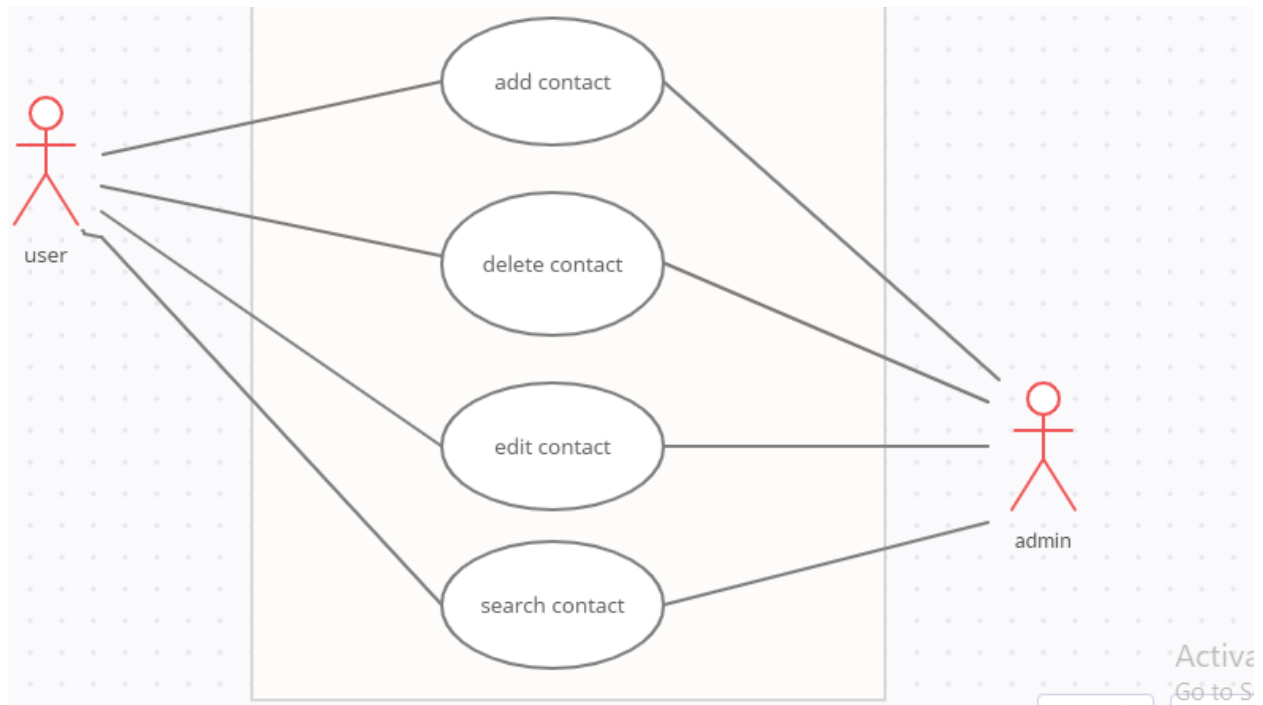 add contact
user
delete contact
edit contact
search contact
admin
Activa
Go to S